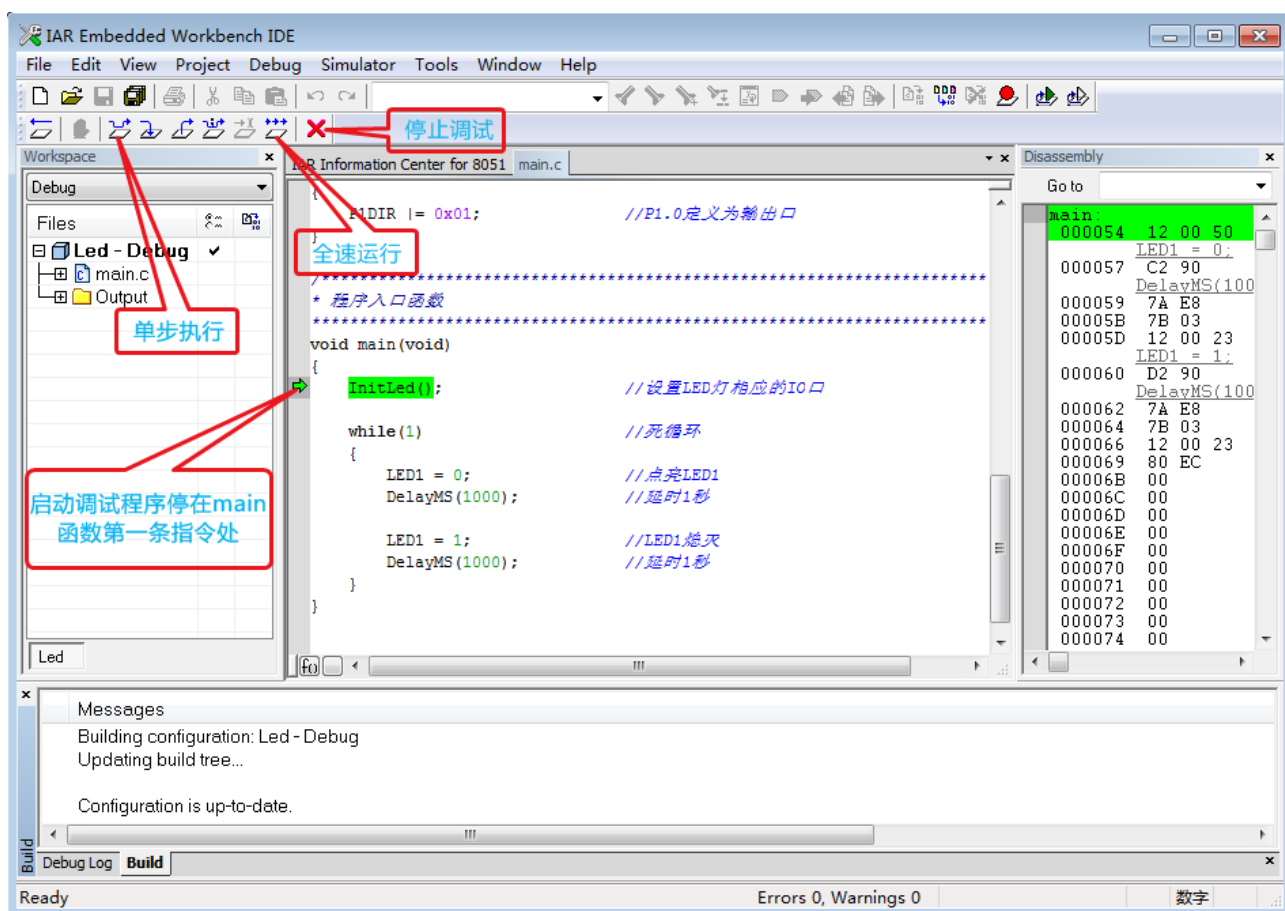 IAR Embedded Workbench IDE
File Edit View Project Debug Simulator Tools Window Help
停止调试
Workspace
Debug
Files
Led - Debug
main.c
Output
单步执行
全速运行
启动调试程序停在main
函数第一条指令处
Led
IAR Information Center for 8051 main.c
{
P1DIR |= 0x01; //P1.0定义为输出口
}
/****************************************************************************
* 程序入口函数
****************************************************************************
void main(void)
{
InitLed(); //设置LED灯相应的IO口
while(1) //死循环
{
LED1 = 0; //点亮LED1
DelayMS(1000); //延时1秒
LED1 = 1; //LED1熄灭
DelayMS(1000); //延时1秒
}
}
Disassembly
Go to
main:
000054 12 00 50
LED1 = 0;
000057 C2 90
DelayMS(100
000059 7A E8
00005B 7B 03
00005D 12 00 23
LED1 = 1;
000060 D2 90
DelayMS(100
000062 7A E8
000064 7B 03
000066 12 00 23
000069 80 EC
00006B 00
00006C 00
00006D 00
00006E 00
00006F 00
000070 00
000071 00
000072 00
000073 00
000074 00
Messages
Building configuration: Led - Debug
Updating build tree...
Configuration is up-to-date.
Build
Debug Log Build
Ready Errors 0, Warnings 0 数字